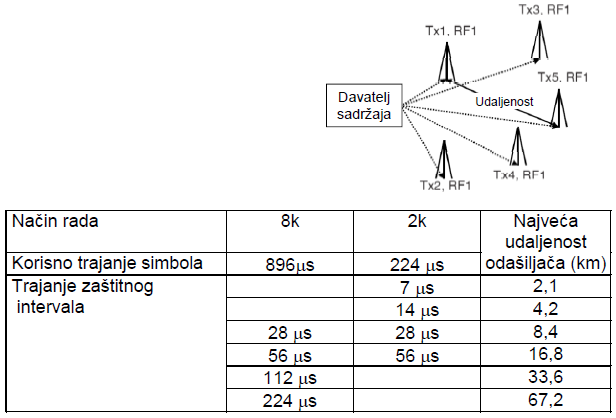 Tx3, RF1
Tx1, RF1
Tx5, RF1
Davatelj
sadržaja
Udaljenost
Tx2, RF1
Tx4, RF1
Način rada 8k 2k Najveća
udaljenost
odašiljača (km)
Korisno trajanje simbola 896μs 224 μs
Trajanje zaštitnog
intervala
7 μs 2,1
14 μs 4,2
28 μs 28 μs 8,4
56 μs 56 μs 16,8
112 μs 33,6
224 μs 67,2